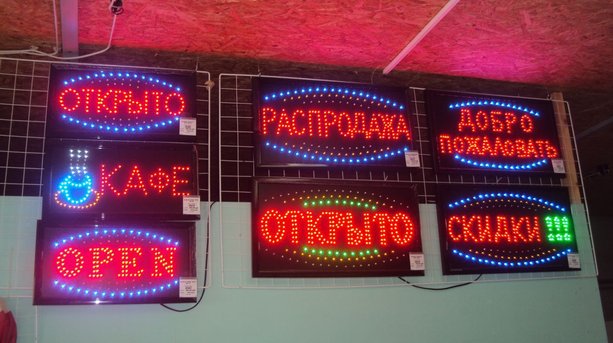 ОТКРЫТО
КАФЕ
OPEN
РАСПРОДАЖА
ОТКРЫТО
ДОБРО
ПОЖАЛОВАТЬ
СКИДКИ !!!